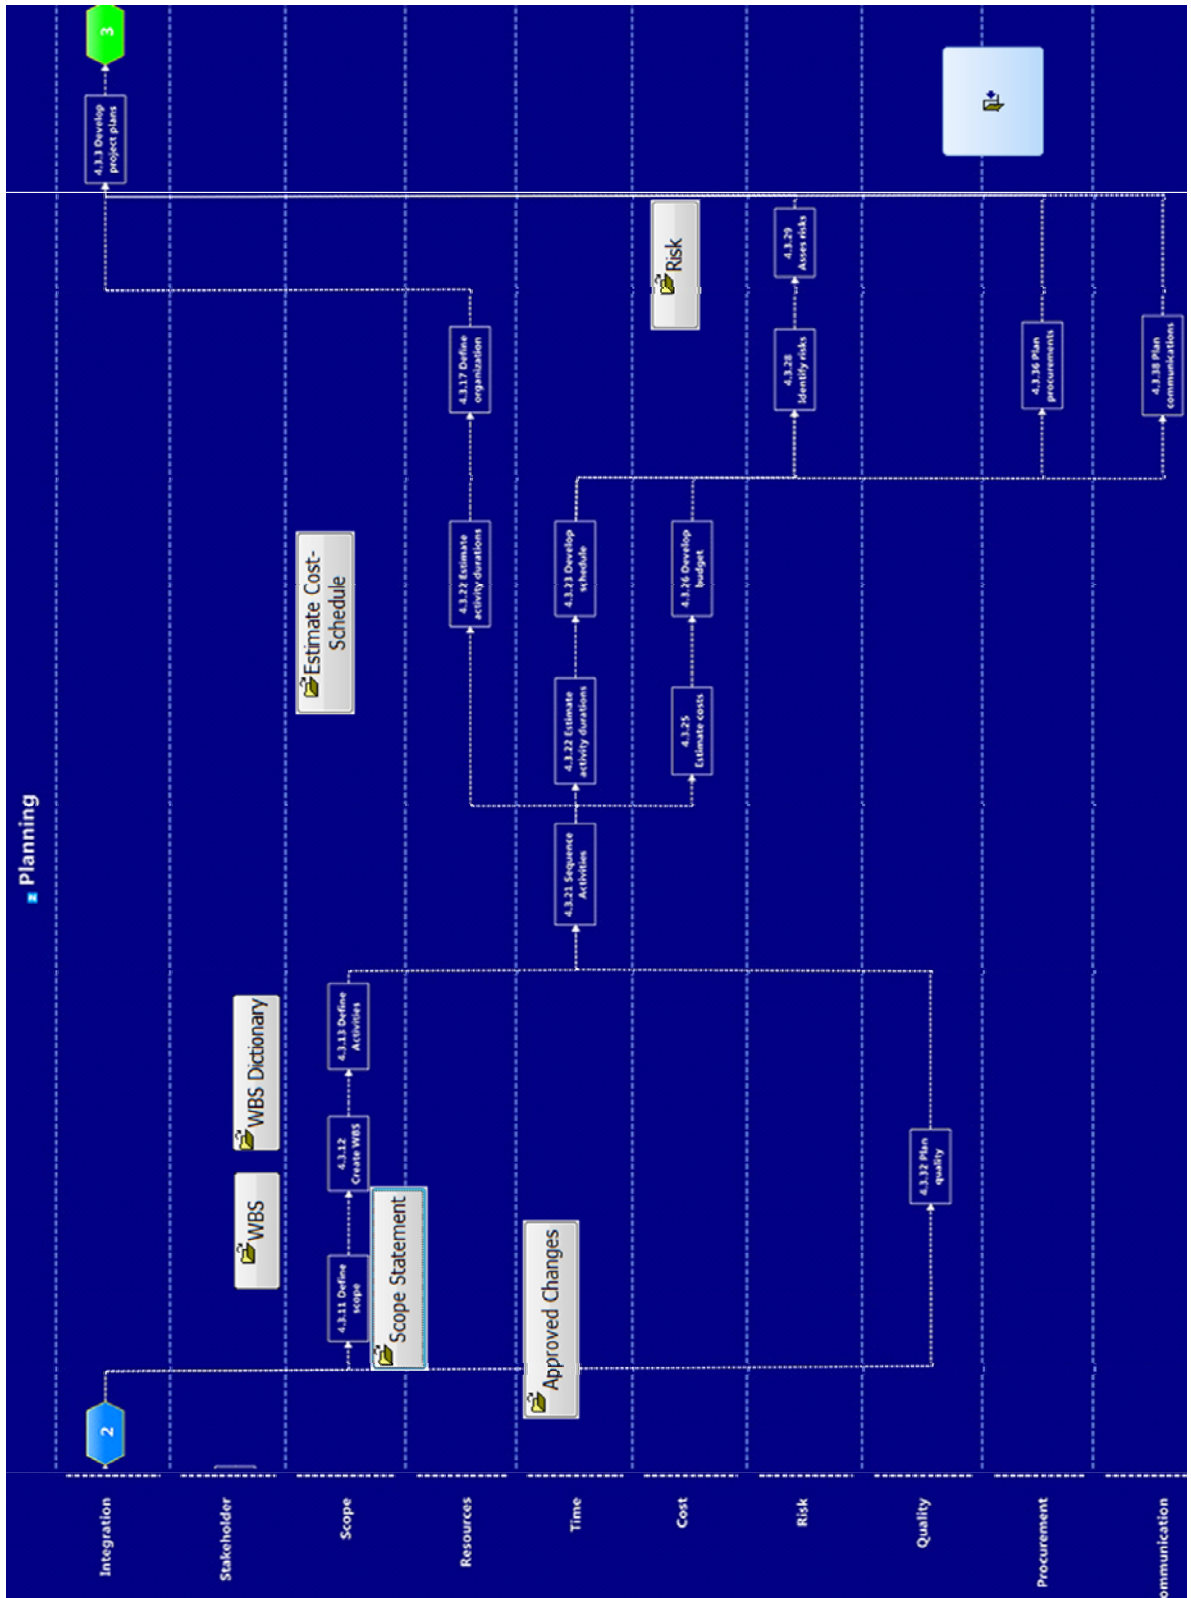 Planning
Integration
Stakeholder
Scope
Resources
Time
Cost
Risk
Quality
Procurement
ommunication
2
3
4.3.3 Develop
project plans
WBS
WBS Dictionary
4.3.11 Define
scope
4.3.12
Create WBS
4.3.13 Define
Activities
Scope Statement
Estimate Cost-
Schedule
4.3.22 Estimate
activity durations
4.3.17 Define
organization
Approved Changes
4.3.21 Sequence
Activities
4.3.22 Estimate
activity durations
4.3.23 Develop
schedule
4.3.25
Estimate costs
4.3.26 Develop
budget
Risk
4.3.28
Identify risks
4.3.29
Asses risks
4.3.32 Plan
quality
4.3.36 Plan
procurements
4.3.38 Plan
communications